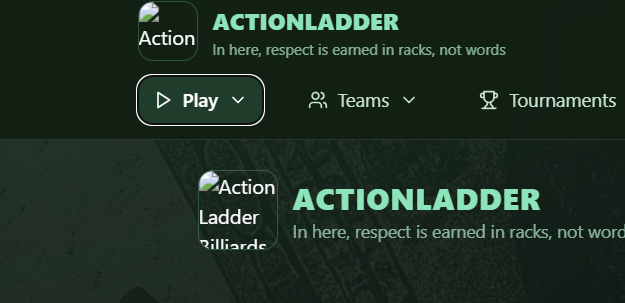 ACTIONLADDER
Action
In here, respect is earned in racks, not words
Play
Teams
Tournaments
Action
Ladder
Billiards
ACTIONLADDER
In here, respect is earned in racks, not word